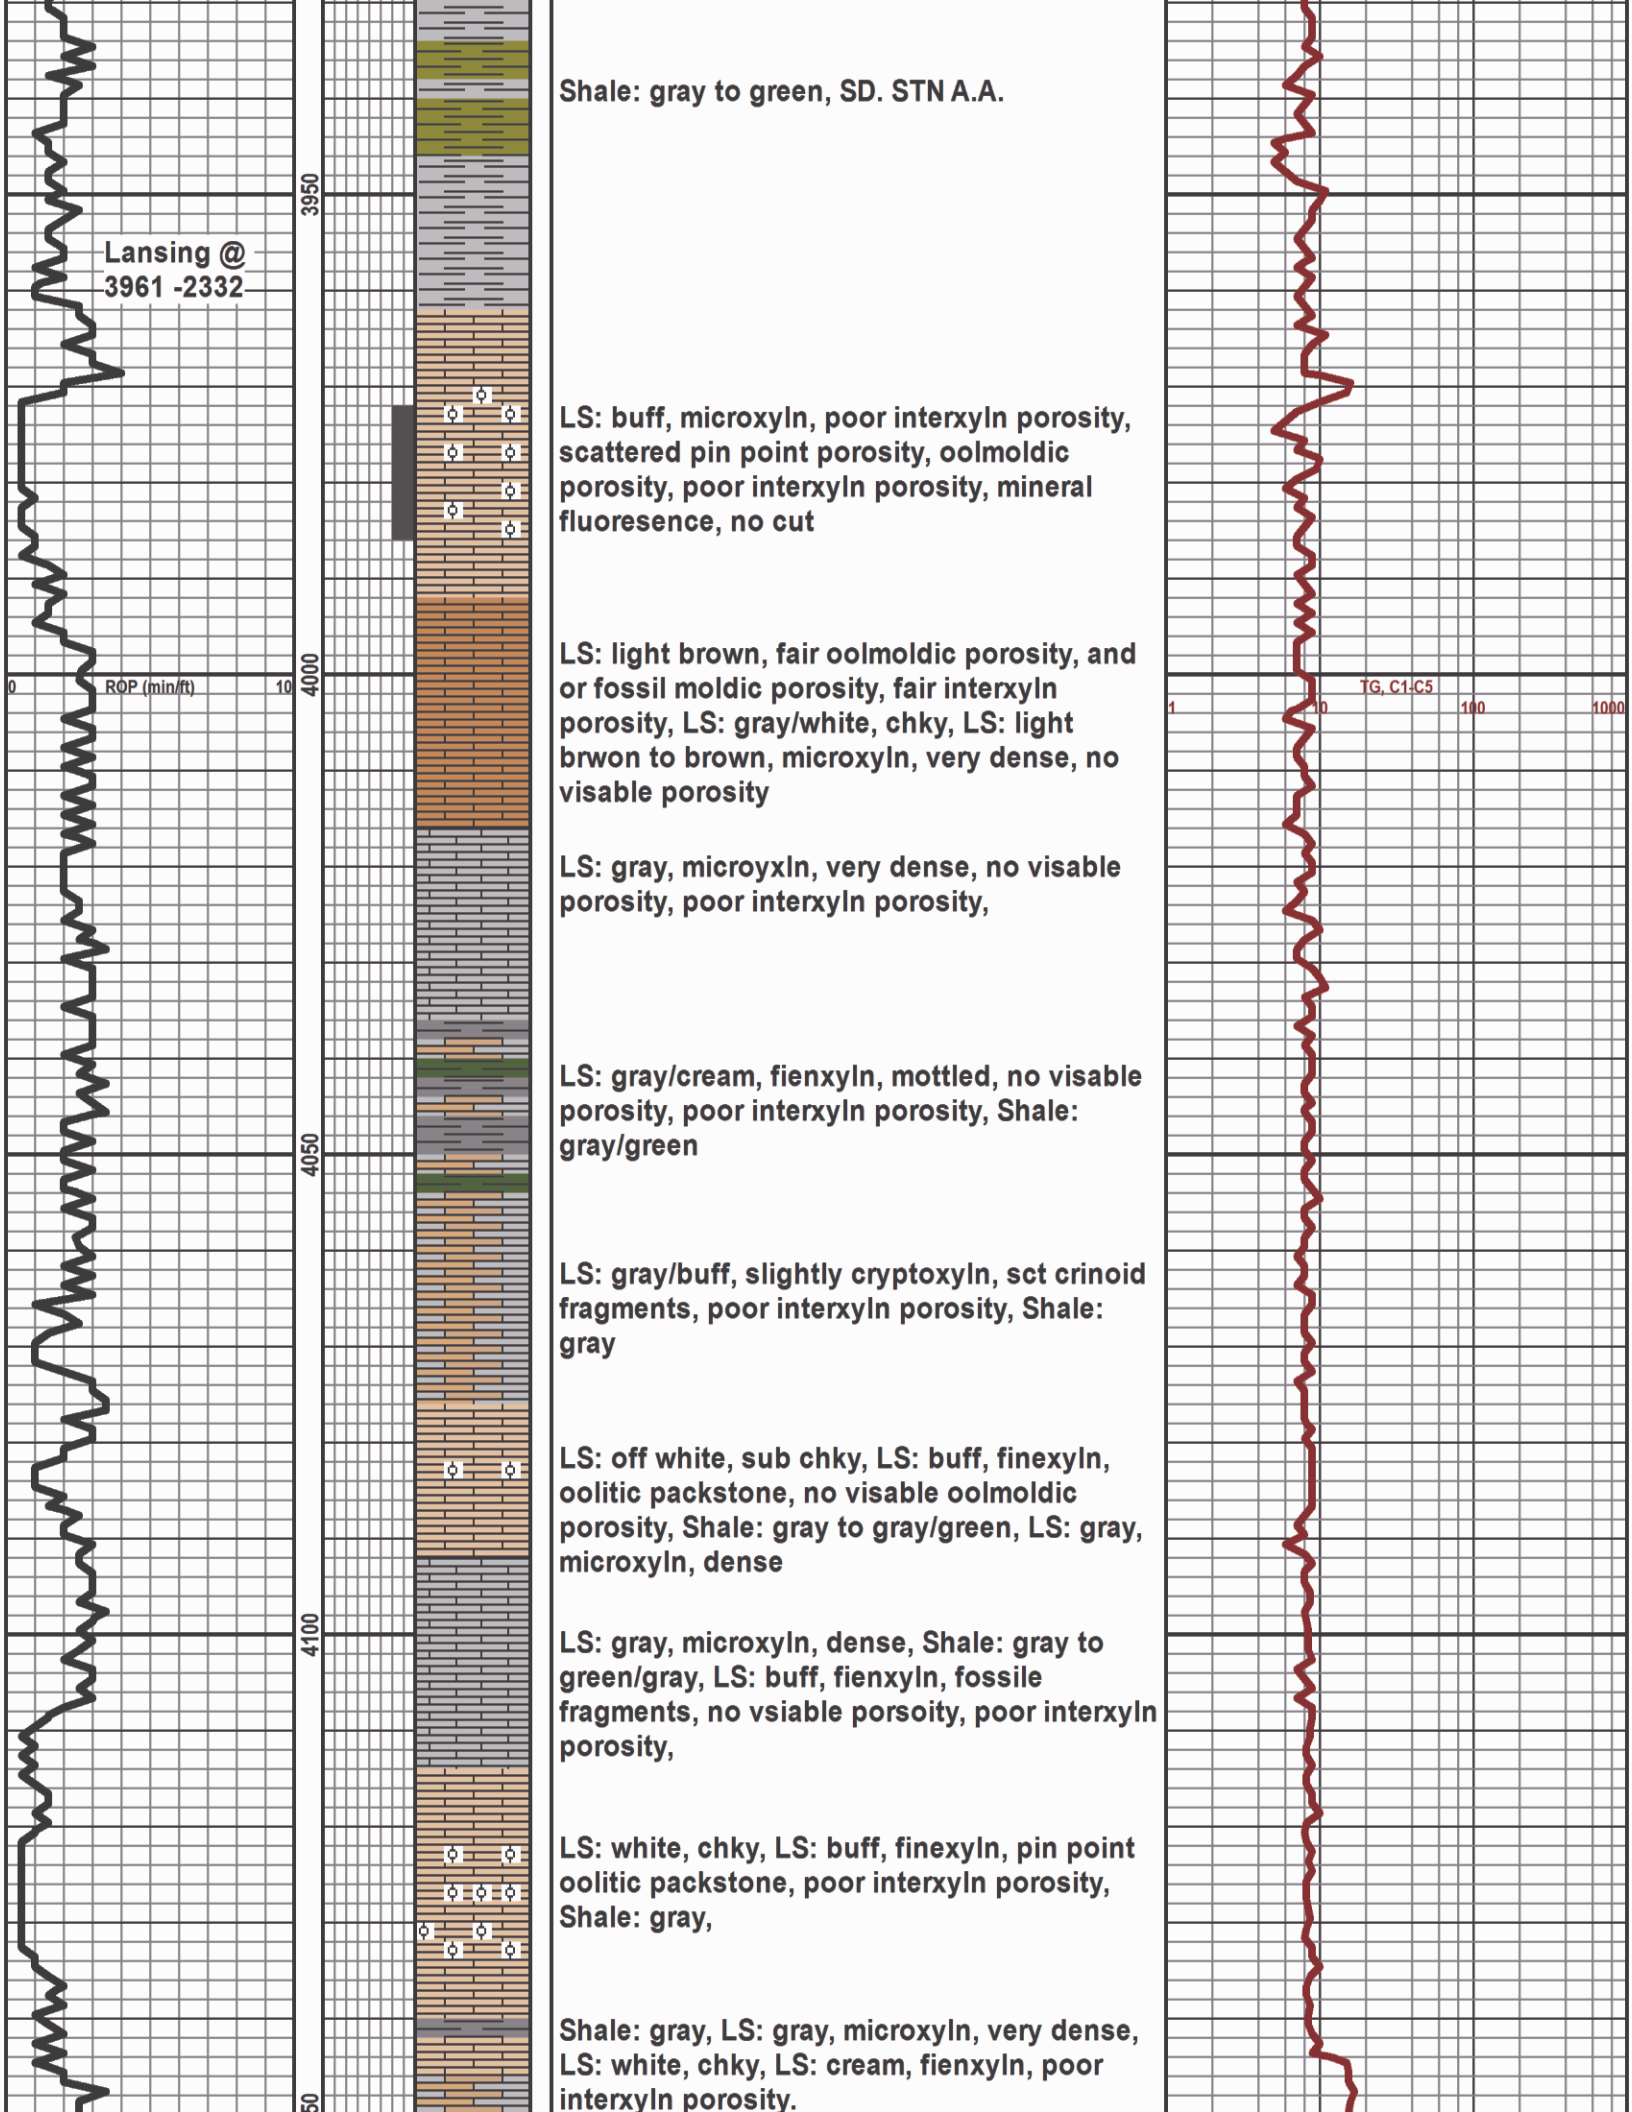 Shale: gray to green, SD. STN A.A.
3950
Lansing @
3961 -2332
LS: buff, microxyln, poor interxyln porosity,
scattered pin point porosity, oolmoldic
porosity, poor interxyln porosity, mineral
fluoresence, no cut
4000
0 ROP (min/ft) 10
LS: light brown, fair oolmoldic porosity, and
or fossil moldic porosity, fair interxyln
porosity, LS: gray/white, chky, LS: light
brwon to brown, microxyln, very dense, no
visable porosity
TG, C1-C5
1 10 100 1000
LS: gray, microyxln, very dense, no visable
porosity, poor interxyln porosity,
LS: gray/cream, fienxyln, mottled, no visable
porosity, poor interxyln porosity, Shale:
gray/green
4050
LS: gray/buff, slightly cryptoxyln, sct crinoid
fragments, poor interxyln porosity, Shale:
gray
LS: off white, sub chky, LS: buff, finexyln,
oolitic packstone, no visable oolmoldic
porosity, Shale: gray to gray/green, LS: gray,
microxyln, dense
4100
LS: gray, microxyln, dense, Shale: gray to
green/gray, LS: buff, fienxyln, fossile
fragments, no vsiable porsoity, poor interxyln
porosity,
LS: white, chky, LS: buff, finexyln, pin point
oolitic packstone, poor interxyln porosity,
Shale: gray,
Shale: gray, LS: gray, microxyln, very dense,
LS: white, chky, LS: cream, fienxyln, poor
interxyln porosity.
50